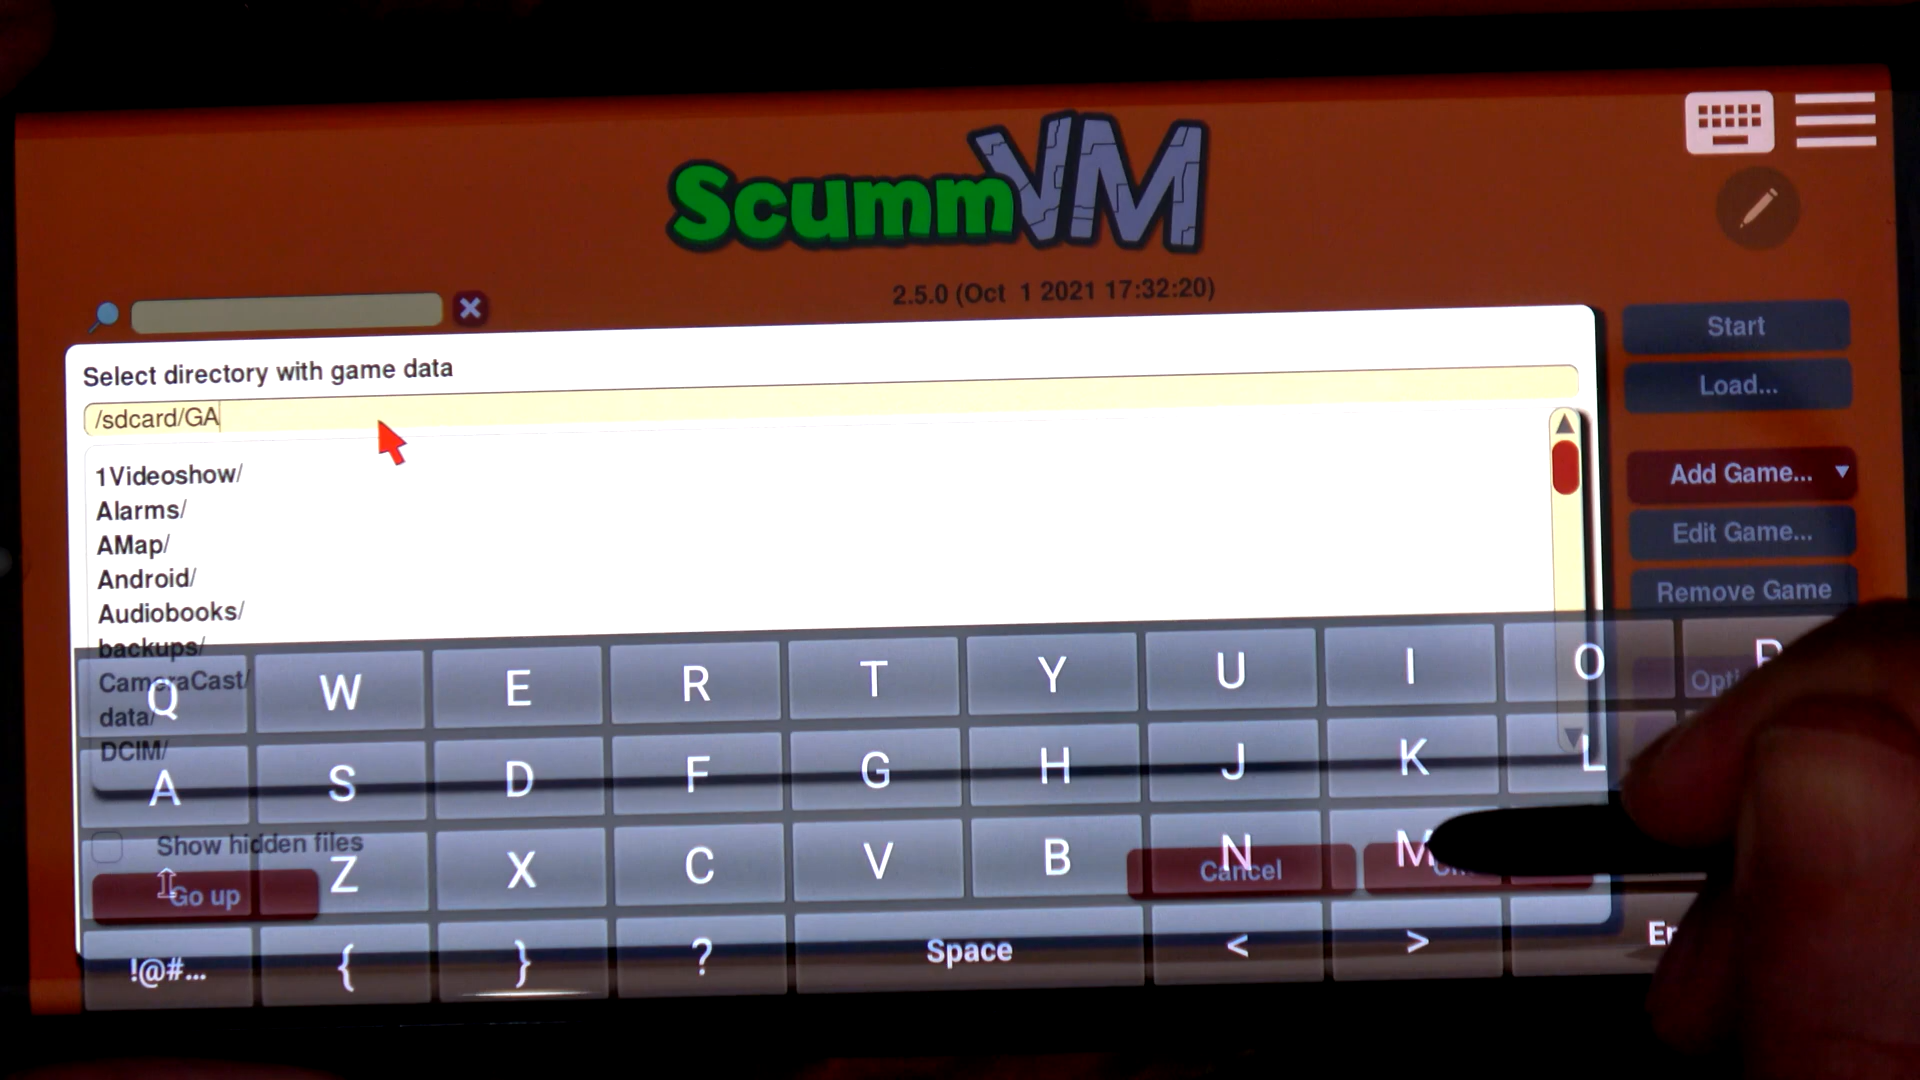 ScummVM
2.5.0 (Oct 1 2021 17:32:20)
Select directory with game data
/sdcard/GA
1Videoshow/
Alarms/
AMap/
Android/
Audiobooks/
backups/
CameraCast/
data/
DCIM/
Show hidden files
Go up
Cancel
Start
Load...
Add Game...
Edit Game...
Remove Game
Q W E R T Y U I O P
A S D F G H J K L
Z X C V B N M
!@#... { } ? Space < >